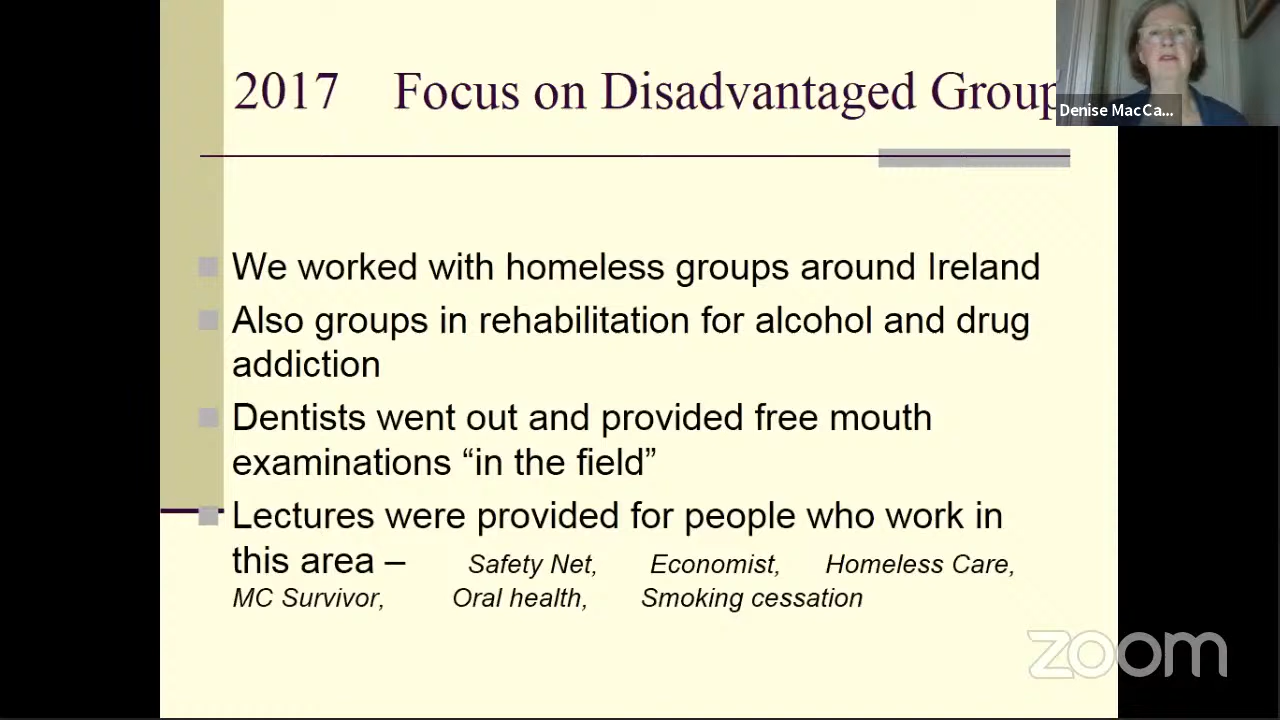 2017 Focus on Disadvantaged Group
Denise MacCa...
We worked with homeless groups around Ireland
Also groups in rehabilitation for alcohol and drug
addiction
Dentists went out and provided free mouth
examinations “in the field”
Lectures were provided for people who work in
this area – Safety Net, Economist, Homeless Care,
MC Survivor, Oral health, Smoking cessation
zoom